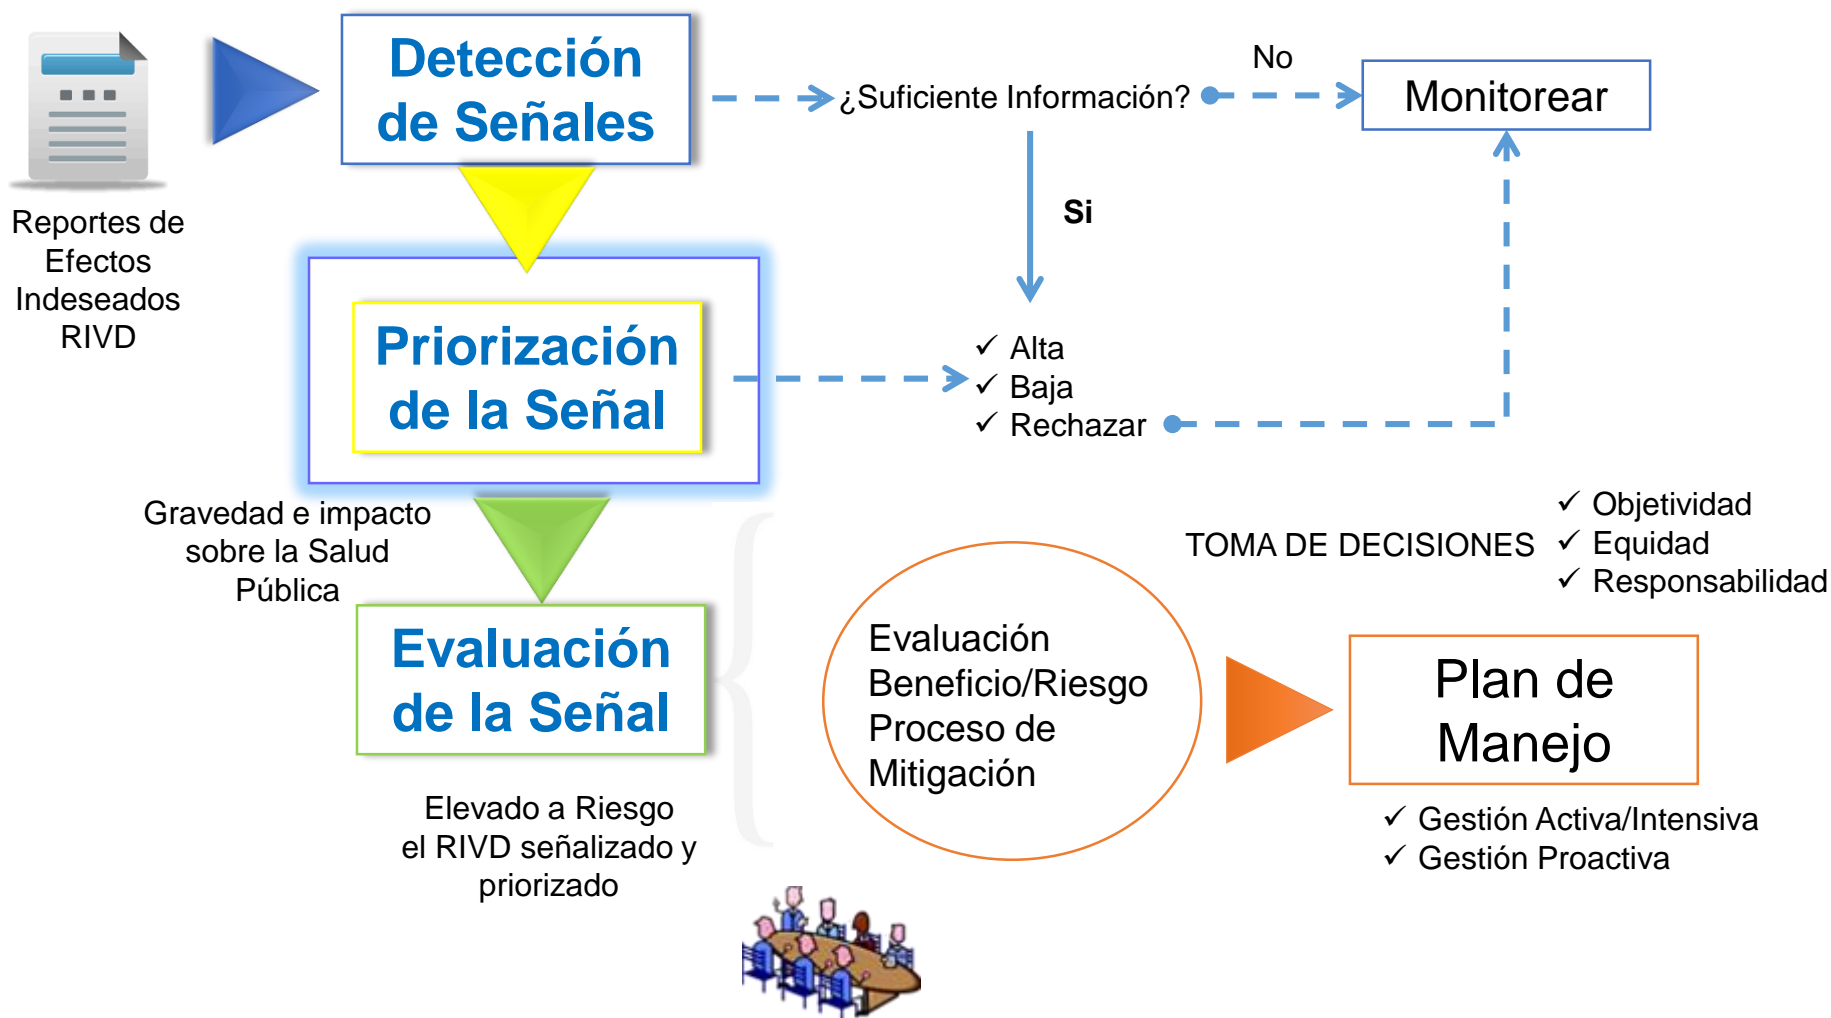 Detección
de Señales
¿Suficiente Información?
No
Monitorear
Si
Reportes de
Efectos
Indeseados
RIVD
Priorización
de la Señal
✓ Alta
✓ Baja
✓ Rechazar
Gravedad e impacto
sobre la Salud
Pública
TOMA DE DECISIONES
✓ Objetividad
✓ Equidad
✓ Responsabilidad
Evaluación
de la Señal
Evaluación
Beneficio/Riesgo
Proceso de
Mitigación
Plan de
Manejo
Elevado a Riesgo
el RIVD señalizado y
priorizado
✓ Gestión Activa/Intensiva
✓ Gestión Proactiva